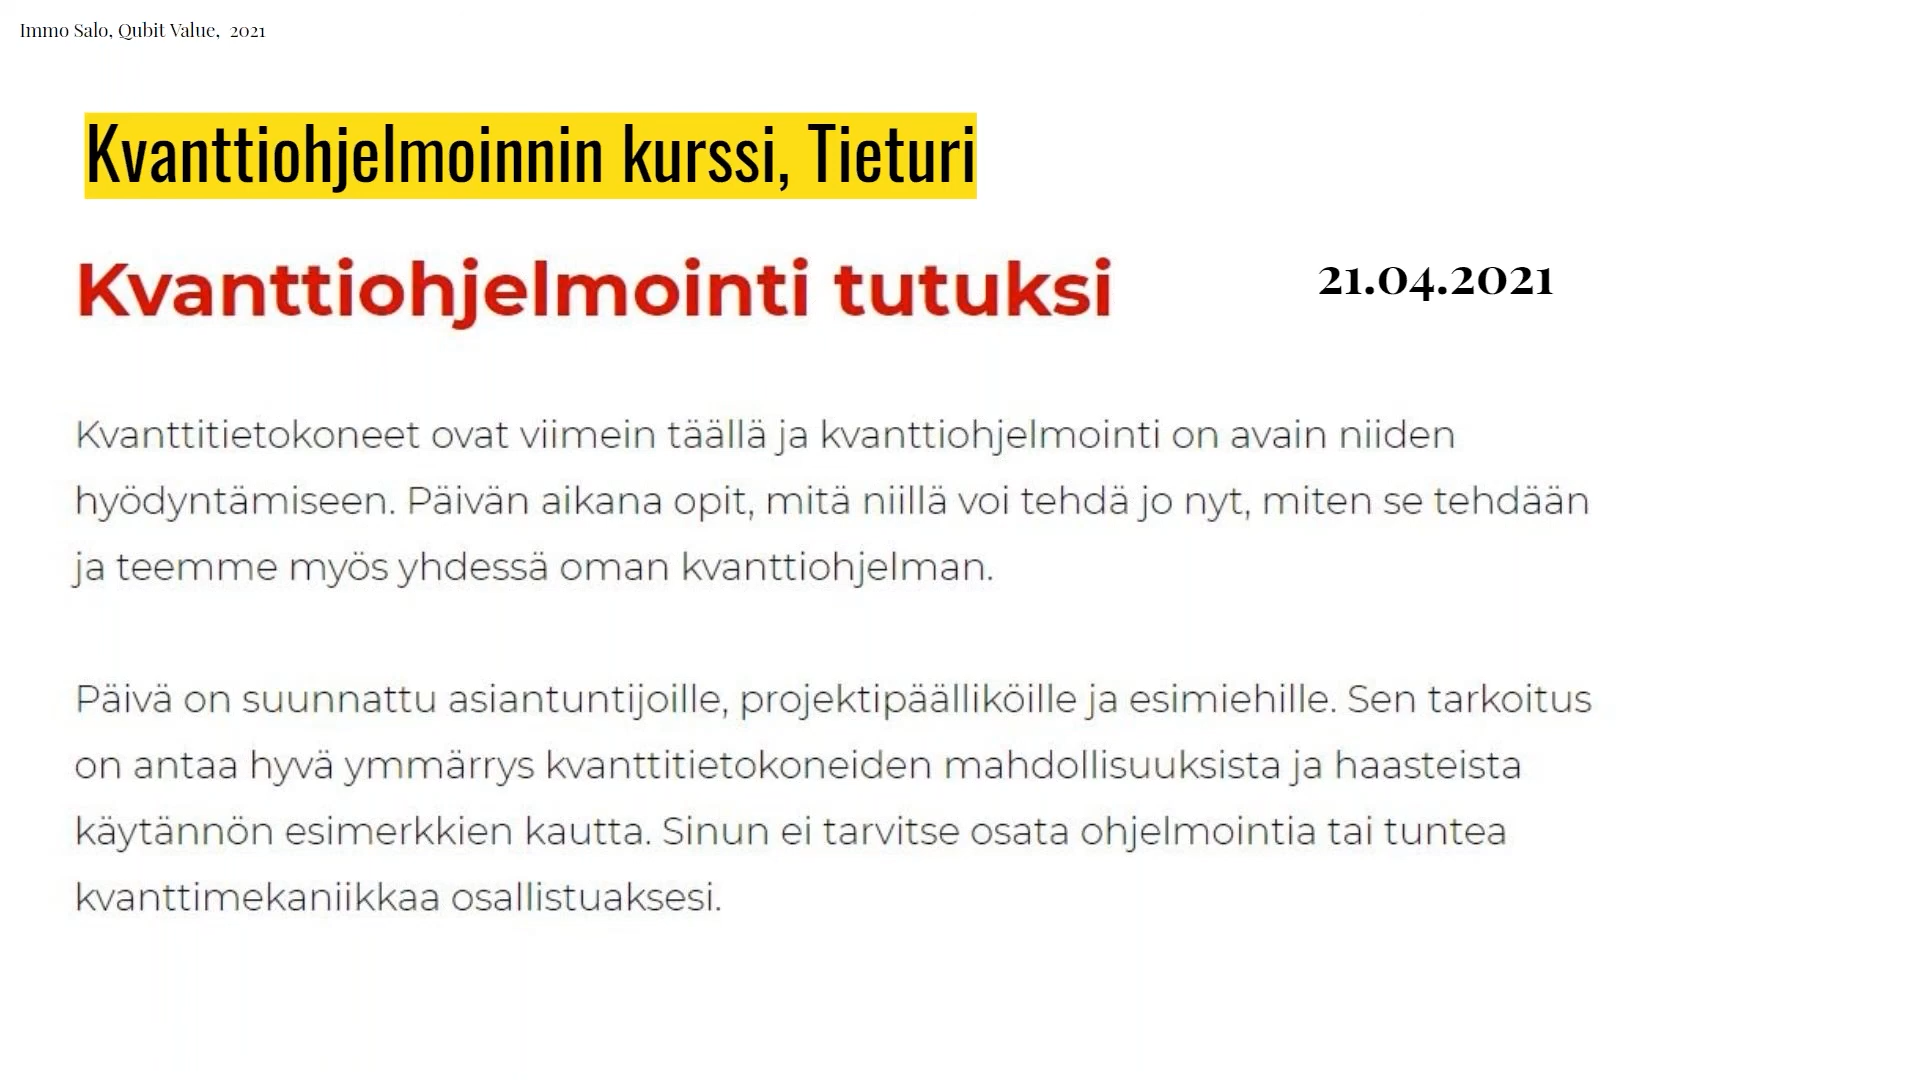 Immo Salo, Qubit Value, 2021
Kvanttiohjelmoinnin kurssi, Tieturi
Kvanttiohjelmointi tutuksi
21.04.2021
Kvanttitietokoneet ovat viimein täällä ja kvanttiohjelmointi on avain niiden
hyödyntämiseen. Päivän aikana opit, mitä niillä voi tehdä jo nyt, miten se tehdään
ja teemme myös yhdessä oman kvanttiohjelman.
Päivä on suunnattu asiantuntijoille, projektipäälliköille ja esimiehille. Sen tarkoitus
on antaa hyvä ymmärrys kvanttitietokoneiden mahdollisuuksista ja haasteista
käytännön esimerkkien kautta. Sinun ei tarvitse osata ohjelmointia tai tuntea
kvanttimekaniikkaa osallistuaksesi.